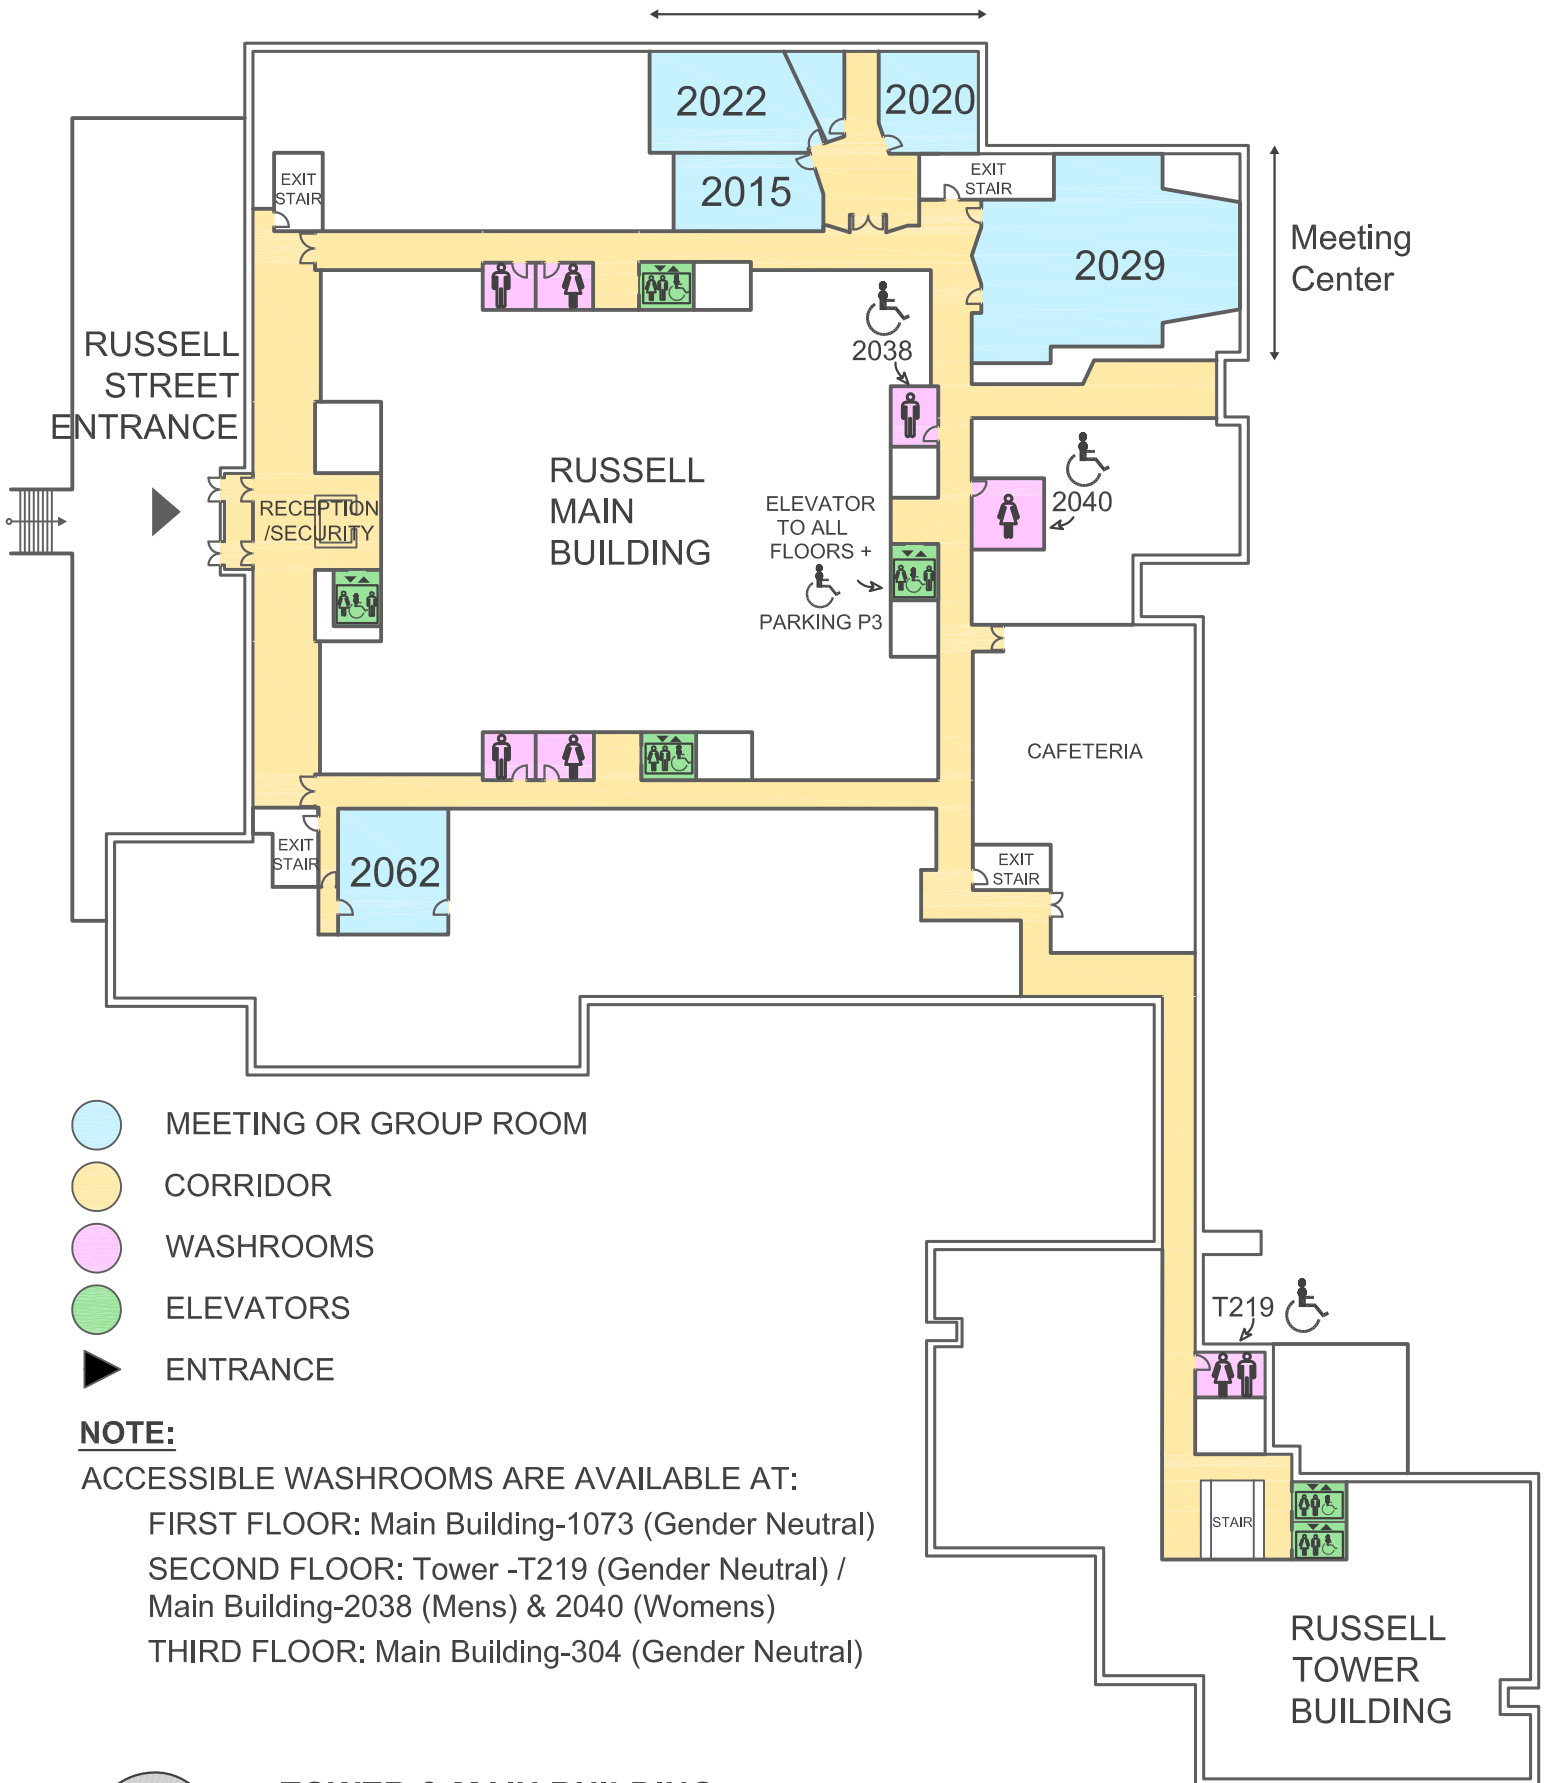 2022
2020
2015
EXIT
STAIR
EXIT
STAIR
2029
Meeting
Center
2038
RUSSELL
STREET
ENTRANCE
RECEPTION
/SECURITY
RUSSELL
MAIN
BUILDING
ELEVATOR
TO ALL
FLOORS +
PARKING P3
2040
CAFETERIA
EXIT
STAIR
2062
EXIT
STAIR
MEETING OR GROUP ROOM
CORRIDOR
WASHROOMS
ELEVATORS
ENTRANCE
T219
STAIR
RUSSELL
TOWER
BUILDING
NOTE:
ACCESSIBLE WASHROOMS ARE AVAILABLE AT:
FIRST FLOOR: Main Building-1073 (Gender Neutral)
SECOND FLOOR: Tower -T219 (Gender Neutral) /
Main Building-2038 (Mens) & 2040 (Womens)
THIRD FLOOR: Main Building-304 (Gender Neutral)
TOWER & MAIN BUILDING